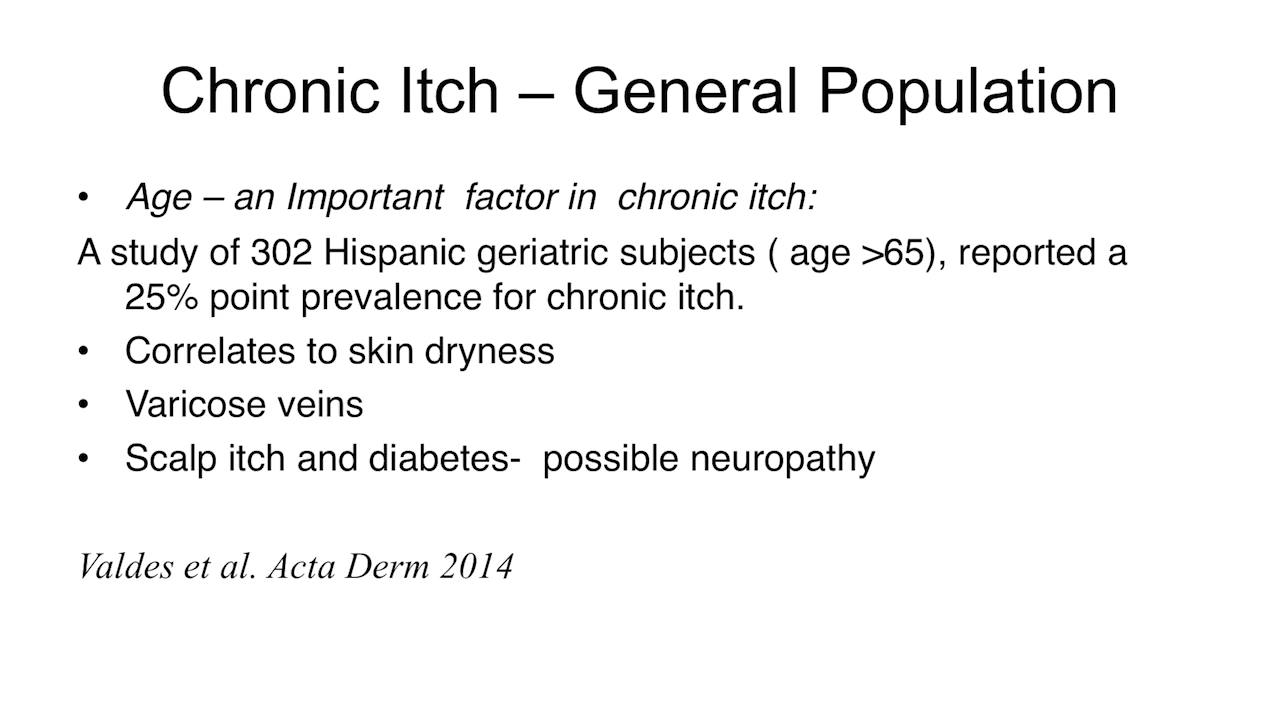 Chronic Itch – General Population
• Age – an Important factor in chronic itch:
A study of 302 Hispanic geriatric subjects ( age >65), reported a
25% point prevalence for chronic itch.
• Correlates to skin dryness
• Varicose veins
• Scalp itch and diabetes- possible neuropathy
Valdes et al. Acta Derm 2014